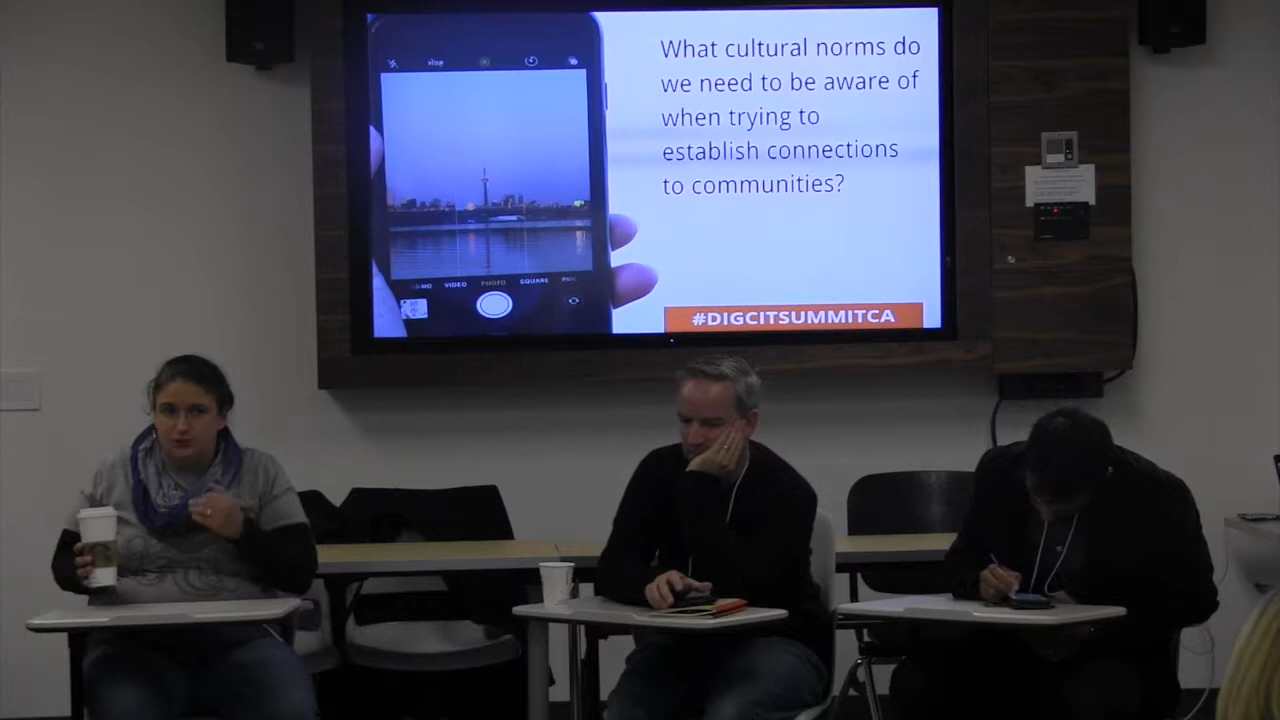 What cultural norms do
we need to be aware of
when trying to
establish connections
to communities?
VIDEO
PHOTO
SQUARE
#DIGCITSUMMITCA